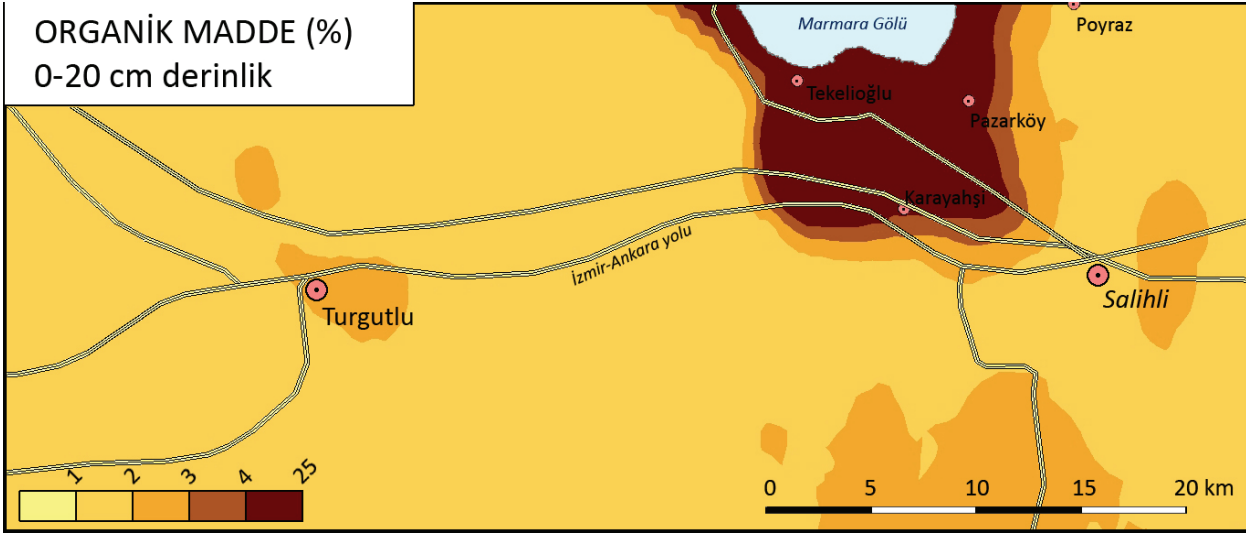 ORGANİK MADDE (%)
0-20 cm derinlik
Marmara Gölü
Poyraz
Tekelioğlu
Pazarköy
Karayahşi
İzmir-Ankara yolu
Salihli
Turgutlu
1 2 3 4 25
0 5 10 15 20 km